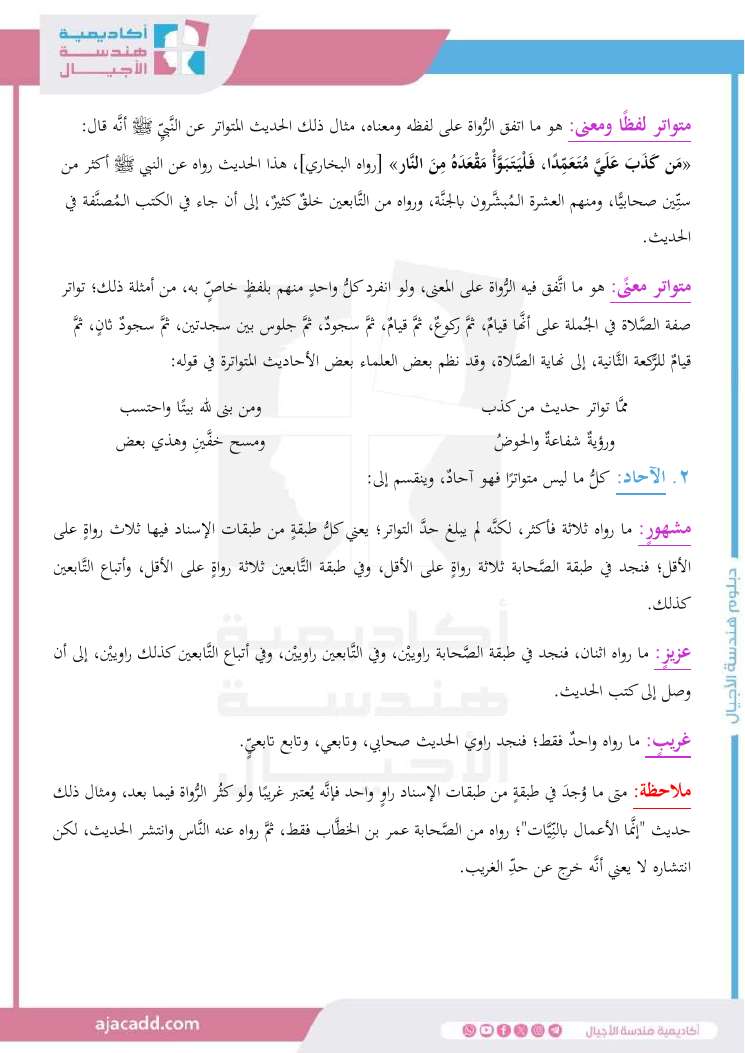 أكاديمية
هندسة
الأجيال
متواتر لفظًا ومعنى: هو ما اتفق الرُّواة على لفظه ومعناه، مثال ذلك الحديث المتواتر عن النَّبيِّ ﷺ أنَّه قال:
«مَن كَذَبَ عَلَيَّ مُتَعَمِّدًا، فَلْيَتَبَوَّأْ مَقْعَدَهُ مِنَ النَّار» [رواه البخاري]، هذا الحديث رواه عن النبي ﷺ أكثر من
ستِّين صحابيًّا، ومنهم العشرة المُبشَّرون بالجنَّة، ورواه من التَّابعين خلقٌ كثيرٌ، إلى أن جاء في الكتب المُصنَّفة في
الحديث.
متواتر معنًى: هو ما اتَّفق فيه الرُّواة على المعنى، ولو انفرد كلُّ واحدٍ منهم بلفظٍ خاصٍّ به، من أمثلة ذلك؛ تواتر
صفة الصَّلاة في الجُملة على أنَّها قيامٌ، ثمَّ ركوعٌ، ثمَّ قيامٌ، ثمَّ سجودٌ، ثمَّ جلوس بين سجدتين، ثمَّ سجودٌ ثانٍ، ثمَّ
قيامٌ للرَّكعة الثَّانية، إلى نهاية الصَّلاة، وقد نظم بعض العلماء بعض الأحاديث المتواترة في قوله:
ممَّا تواتر حديث من كذب ومن بنى لله بيتًا واحتسب
ورؤيةٌ شفاعةٌ والحوضُ ومسح خفَّينِ وهذي بعض
٢. الآحاد: كلُّ ما ليس متواترًا فهو آحادٌ، وينقسم إلى:
مشهورٍ: ما رواه ثلاثة فأكثر، لكنَّه لم يبلغ حدَّ التواتر؛ يعني كلُّ طبقةٍ من طبقات الإسناد فيها ثلاث رواةٍ على
الأقل؛ فنجد في طبقة الصَّحابة ثلاثة رواةٍ على الأقل، وفي طبقة التَّابعين ثلاثة رواةٍ على الأقل، وأتباع التَّابعين
كذلك.
عزيزٍ: ما رواه اثنان، فنجد في طبقة الصَّحابة راوييْن، وفي التَّابعين راوييْن، وفي أتباع التَّابعين كذلك راوييْن، إلى أن
وصل إلى كتب الحديث.
غريبٍ: ما رواه واحدٌ فقط؛ فنجد راوي الحديث صحابي، وتابعي، وتابع تابعيٍّ.
ملاحظة: متى ما وُجدَ في طبقةٍ من طبقات الإسناد راوٍ واحد فإنَّه يُعتبر غريبًا ولو كثُر الرُّواة فيما بعد، ومثال ذلك
حديث "إنَّما الأعمال بالنِّيَّات"؛ رواه من الصَّحابة عمر بن الخطَّاب فقط، ثمَّ رواه عنه النَّاس وانتشر الحديث، لكن
انتشاره لا يعني أنَّه خرج عن حدِّ الغريب.
أكاديمية
هندسة
الأجيال
دبلوم هندسة الأجيال
أكاديمية هندسة الأجيال
ajacadd.com